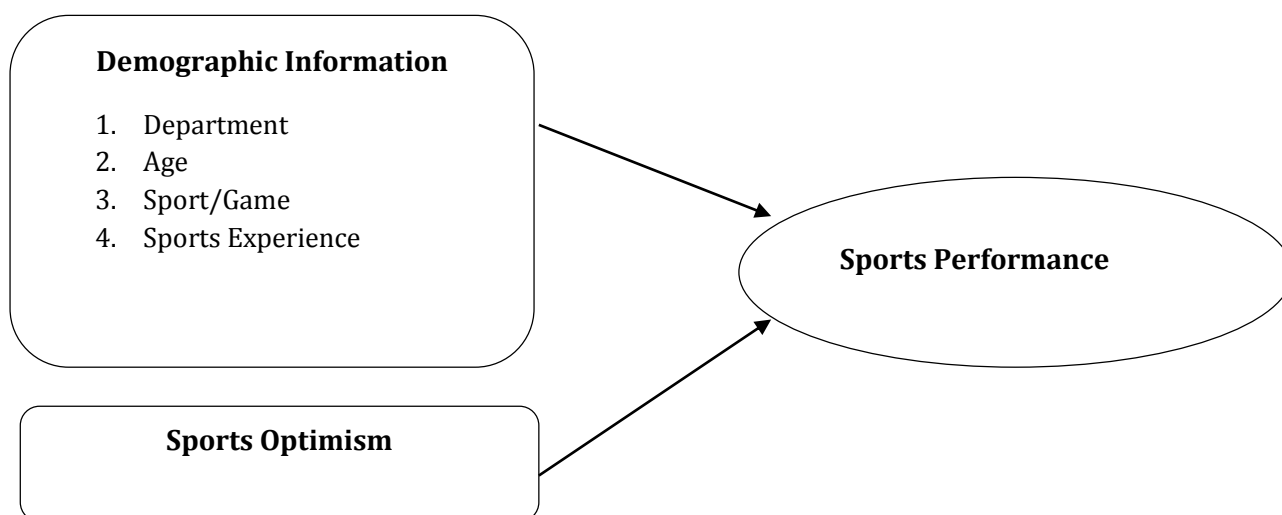 Demographic Information
1. Department
2. Age
3. Sport/Game
4. Sports Experience
Sports Performance
Sports Optimism